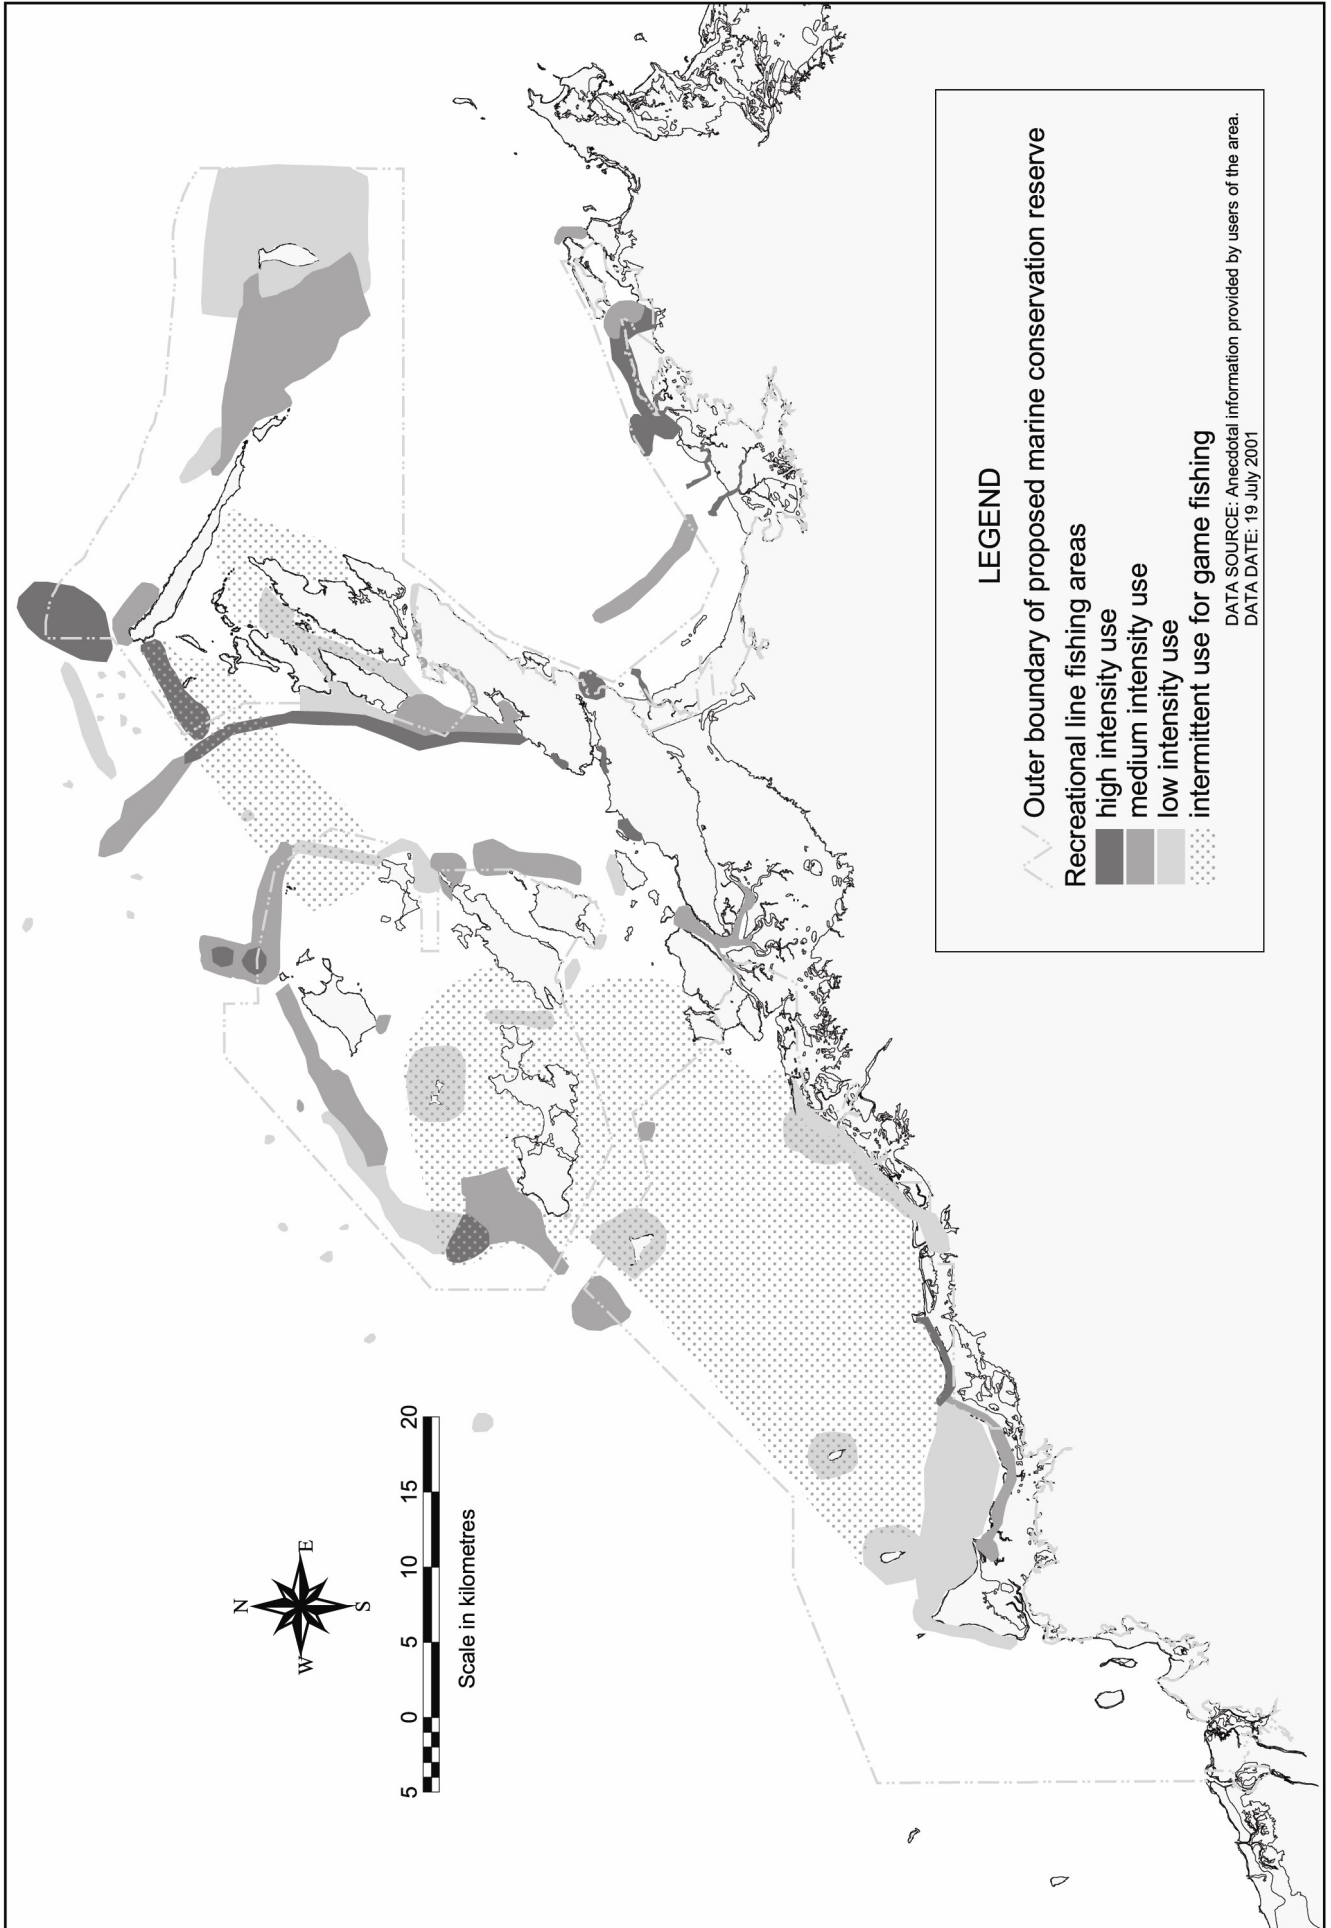 N
E
S
W
5
0
5
10
15
20
Scale in kilometres
LEGEND
Outer boundary of proposed marine conservation reserve
Recreational line fishing areas
high intensity use
medium intensity use
low intensity use
intermittent use for game fishing
DATA SOURCE: Anecdotal information provided by users of the area.
DATA DATE: 19 July 2001